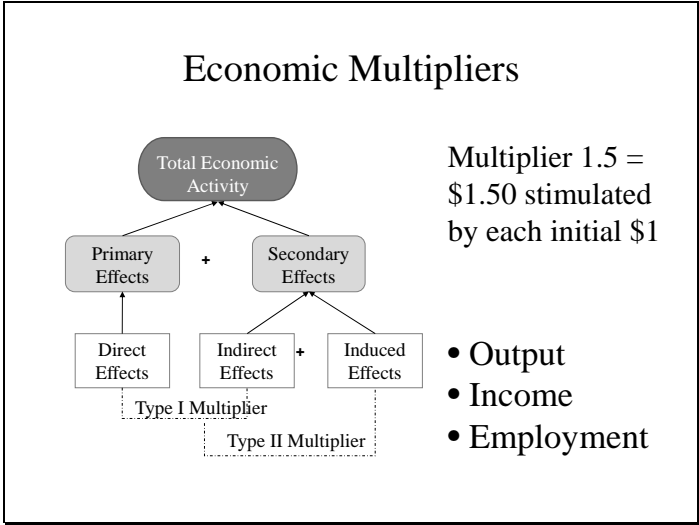 Economic Multipliers
Total Economic
Activity
Multiplier 1.5 =
$1.50 stimulated
by each initial $1
Primary
Effects
+
Secondary
Effects
Direct
Effects
Indirect
Effects
+
Induced
Effects
Type I Multiplier
Type II Multiplier
• Output
• Income
• Employment